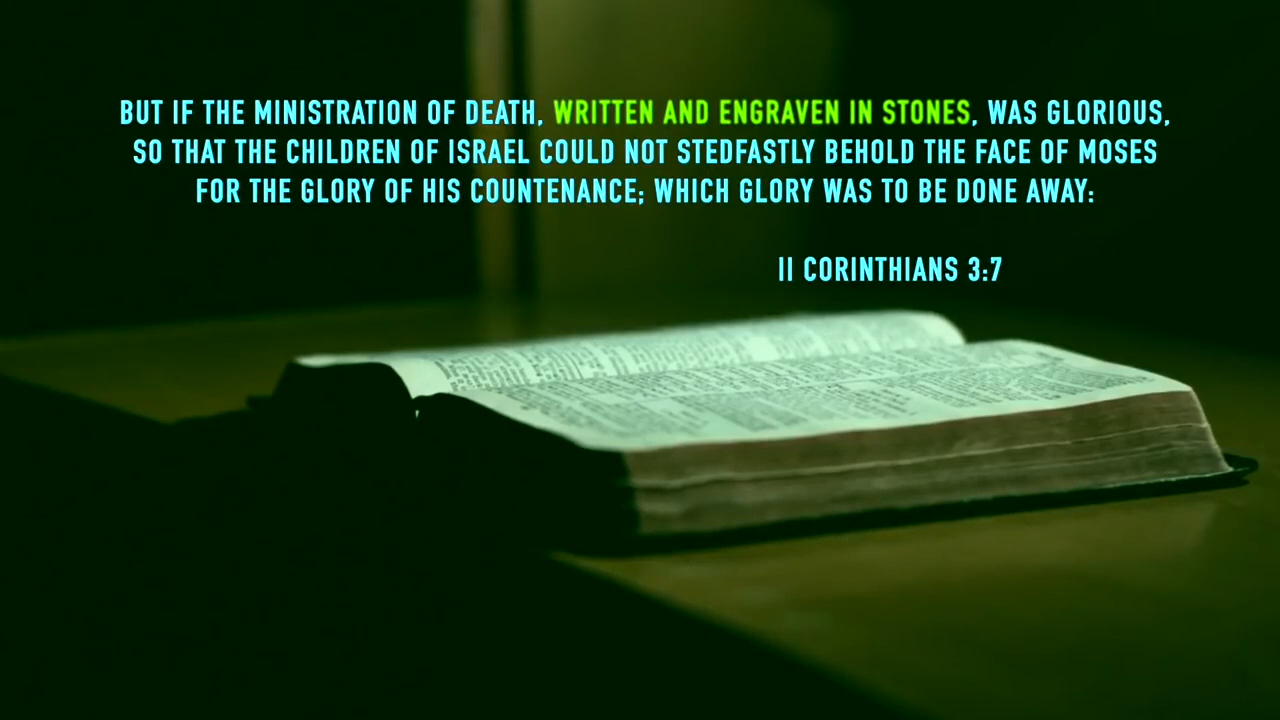 BUT IF THE MINISTRATION OF DEATH, WRITTEN AND ENGRAVEN IN STONES, WAS GLORIOUS,
SO THAT THE CHILDREN OF ISRAEL COULD NOT STEDFASTLY BEHOLD THE FACE OF MOSES
FOR THE GLORY OF HIS COUNTENANCE; WHICH GLORY WAS TO BE DONE AWAY:
II CORINTHIANS 3:7